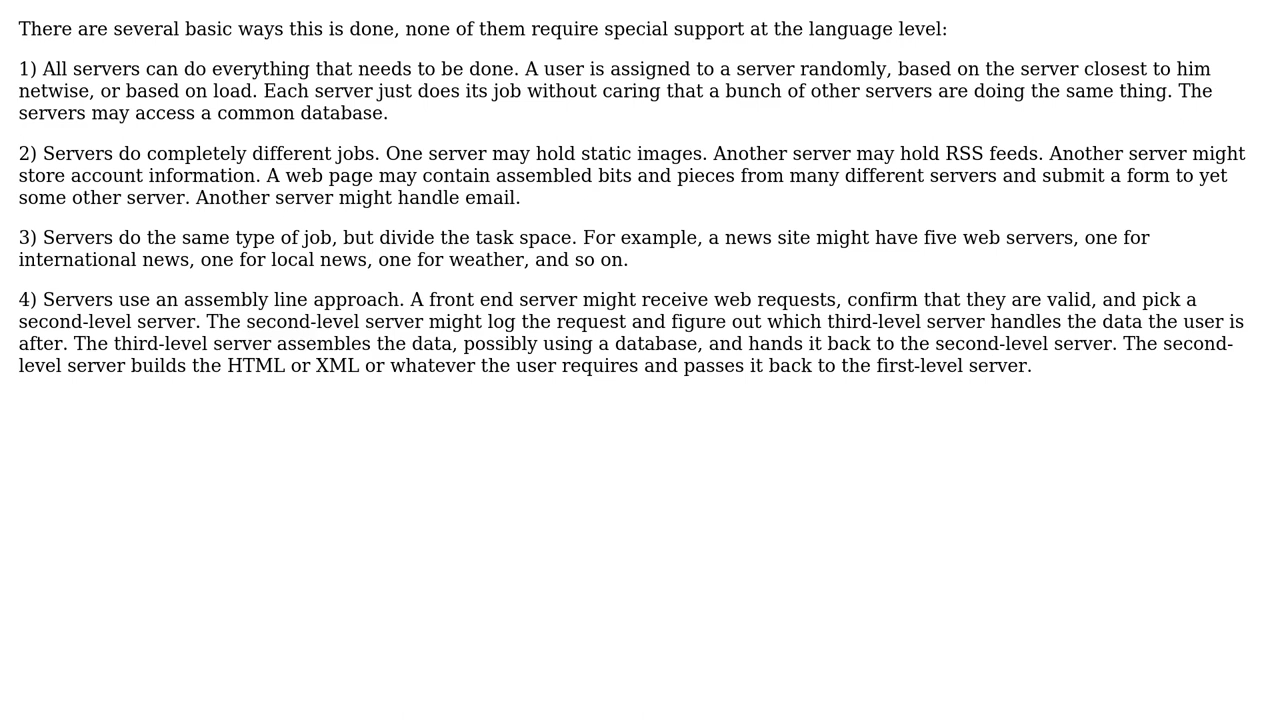 There are several basic ways this is done, none of them require special support at the language level:
1) All servers can do everything that needs to be done. A user is assigned to a server randomly, based on the server closest to him
netwise, or based on load. Each server just does its job without caring that a bunch of other servers are doing the same thing. The
servers may access a common database.
2) Servers do completely different jobs. One server may hold static images. Another server may hold RSS feeds. Another server might
store account information. A web page may contain assembled bits and pieces from many different servers and submit a form to yet
some other server. Another server might handle email.
3) Servers do the same type of job, but divide the task space. For example, a news site might have five web servers, one for
international news, one for local news, one for weather, and so on.
4) Servers use an assembly line approach. A front end server might receive web requests, confirm that they are valid, and pick a
second-level server. The second-level server might log the request and figure out which third-level server handles the data the user is
after. The third-level server assembles the data, possibly using a database, and hands it back to the second-level server. The second-
level server builds the HTML or XML or whatever the user requires and passes it back to the first-level server.